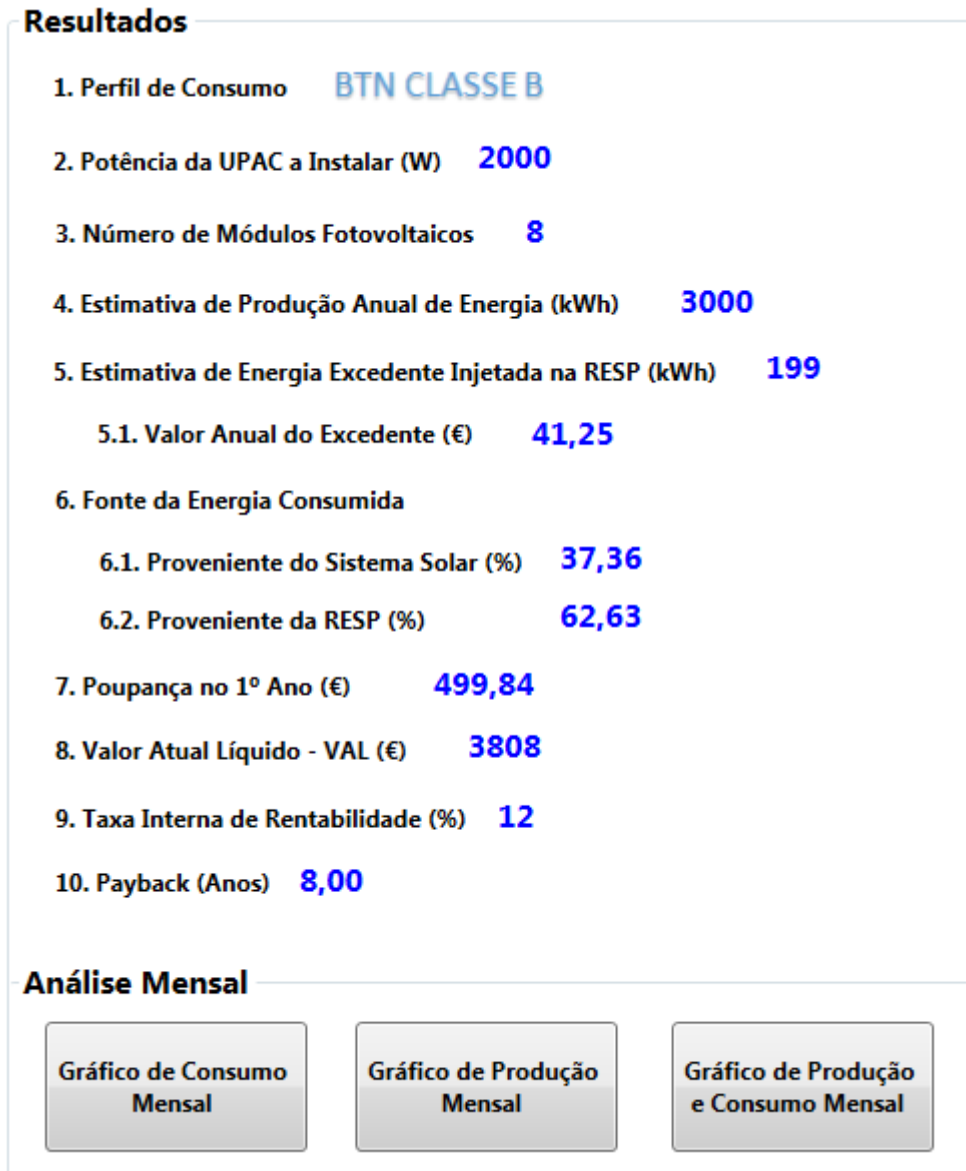 Resultados
1. Perfil de Consumo BTN CLASSE B
2. Potência da UPAC a Instalar (W) 2000
3. Número de Módulos Fotovoltaicos 8
4. Estimativa de Produção Anual de Energia (kWh) 3000
5. Estimativa de Energia Excedente Injetada na RESP (kWh) 199
5.1. Valor Anual do Excedente (€) 41,25
6. Fonte da Energia Consumida
6.1. Proveniente do Sistema Solar (%) 37,36
6.2. Proveniente da RESP (%) 62,63
7. Poupança no 1º Ano (€) 499,84
8. Valor Atual Líquido - VAL (€) 3808
9. Taxa Interna de Rentabilidade (%) 12
10. Payback (Anos) 8,00
Análise Mensal
Gráfico de Consumo
Mensal
Gráfico de Produção
Mensal
Gráfico de Produção
e Consumo Mensal